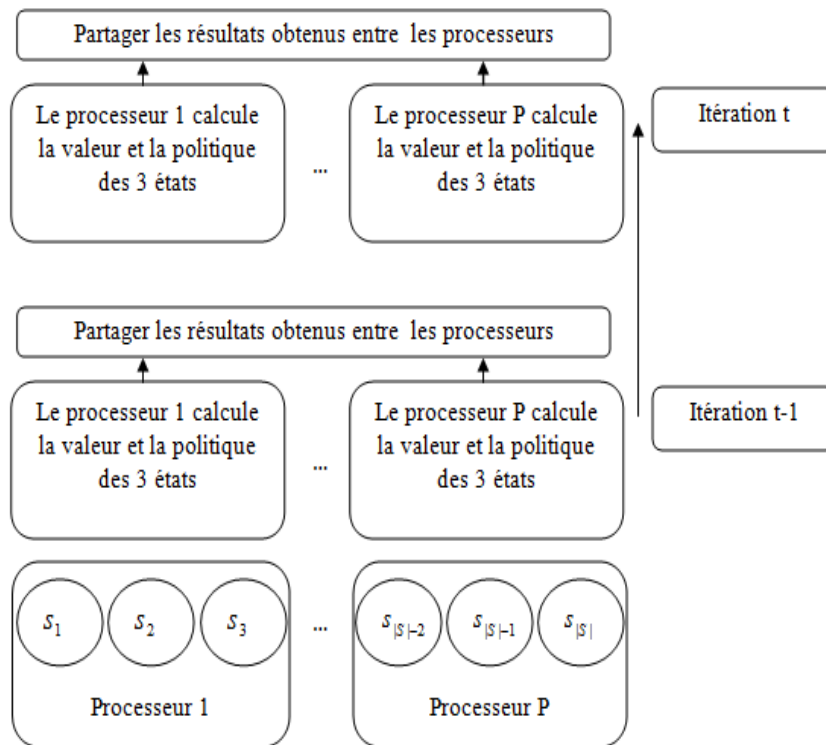 Partager les résultats obtenus entre les processeurs
Le processeur 1 calcule
la valeur et la politique
des 3 états
...
Le processeur P calcule
la valeur et la politique
des 3 états
Itération t
Partager les résultats obtenus entre les processeurs
Le processeur 1 calcule
la valeur et la politique
des 3 états
...
Le processeur P calcule
la valeur et la politique
des 3 états
Itération t-1
s₁
s₂
s₃
...
s|S|−2
s|S|−1
s|S|
Processeur 1
Processeur P